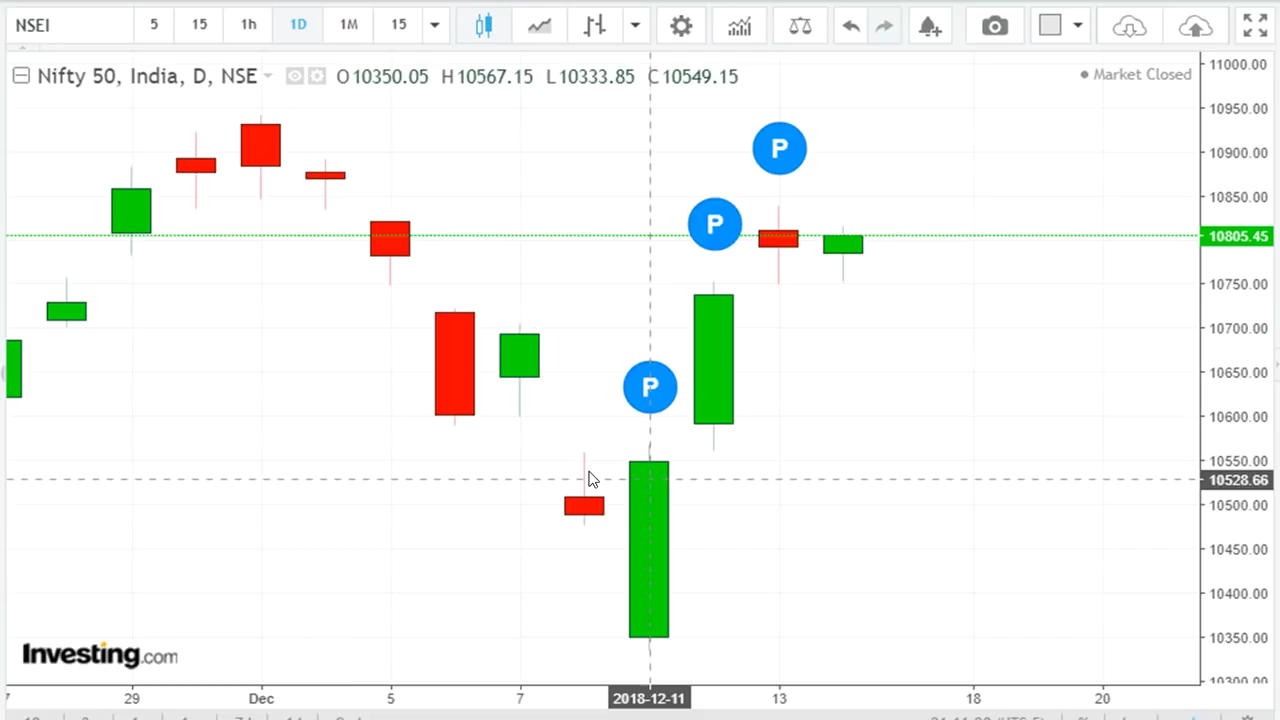 NSEI 5 15 1h 1D 1M 15
Nifty 50, India, D, NSE O 10350.05 H 10567.15 L 10333.85 C 10549.15
Market Closed
11000.00
10950.00
P
10900.00
10850.00
P
10805.45
10750.00
10700.00
10650.00
P
10600.00
10550.00
10528.66
10500.00
10450.00
10400.00
10350.00
Investing.com
10300.00
29 Dec 5 7 2018-12-11 13 18 20